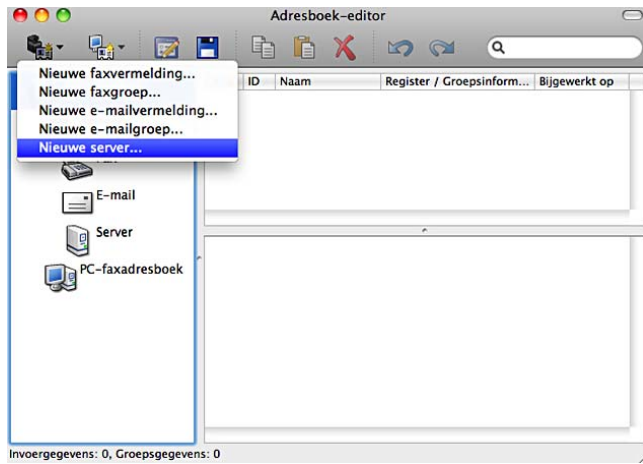 Adresboek-editor
Nieuwe faxvermelding...
Nieuwe faxgroep...
Nieuwe e-mailvermelding...
Nieuwe e-mailgroep...
Nieuwe server...
ID Naam Register / Groepsinform... Bijgewerkt op
E-mail
Server
PC-faxadresboek
Invoergegevens: 0, Groepsgegevens: 0